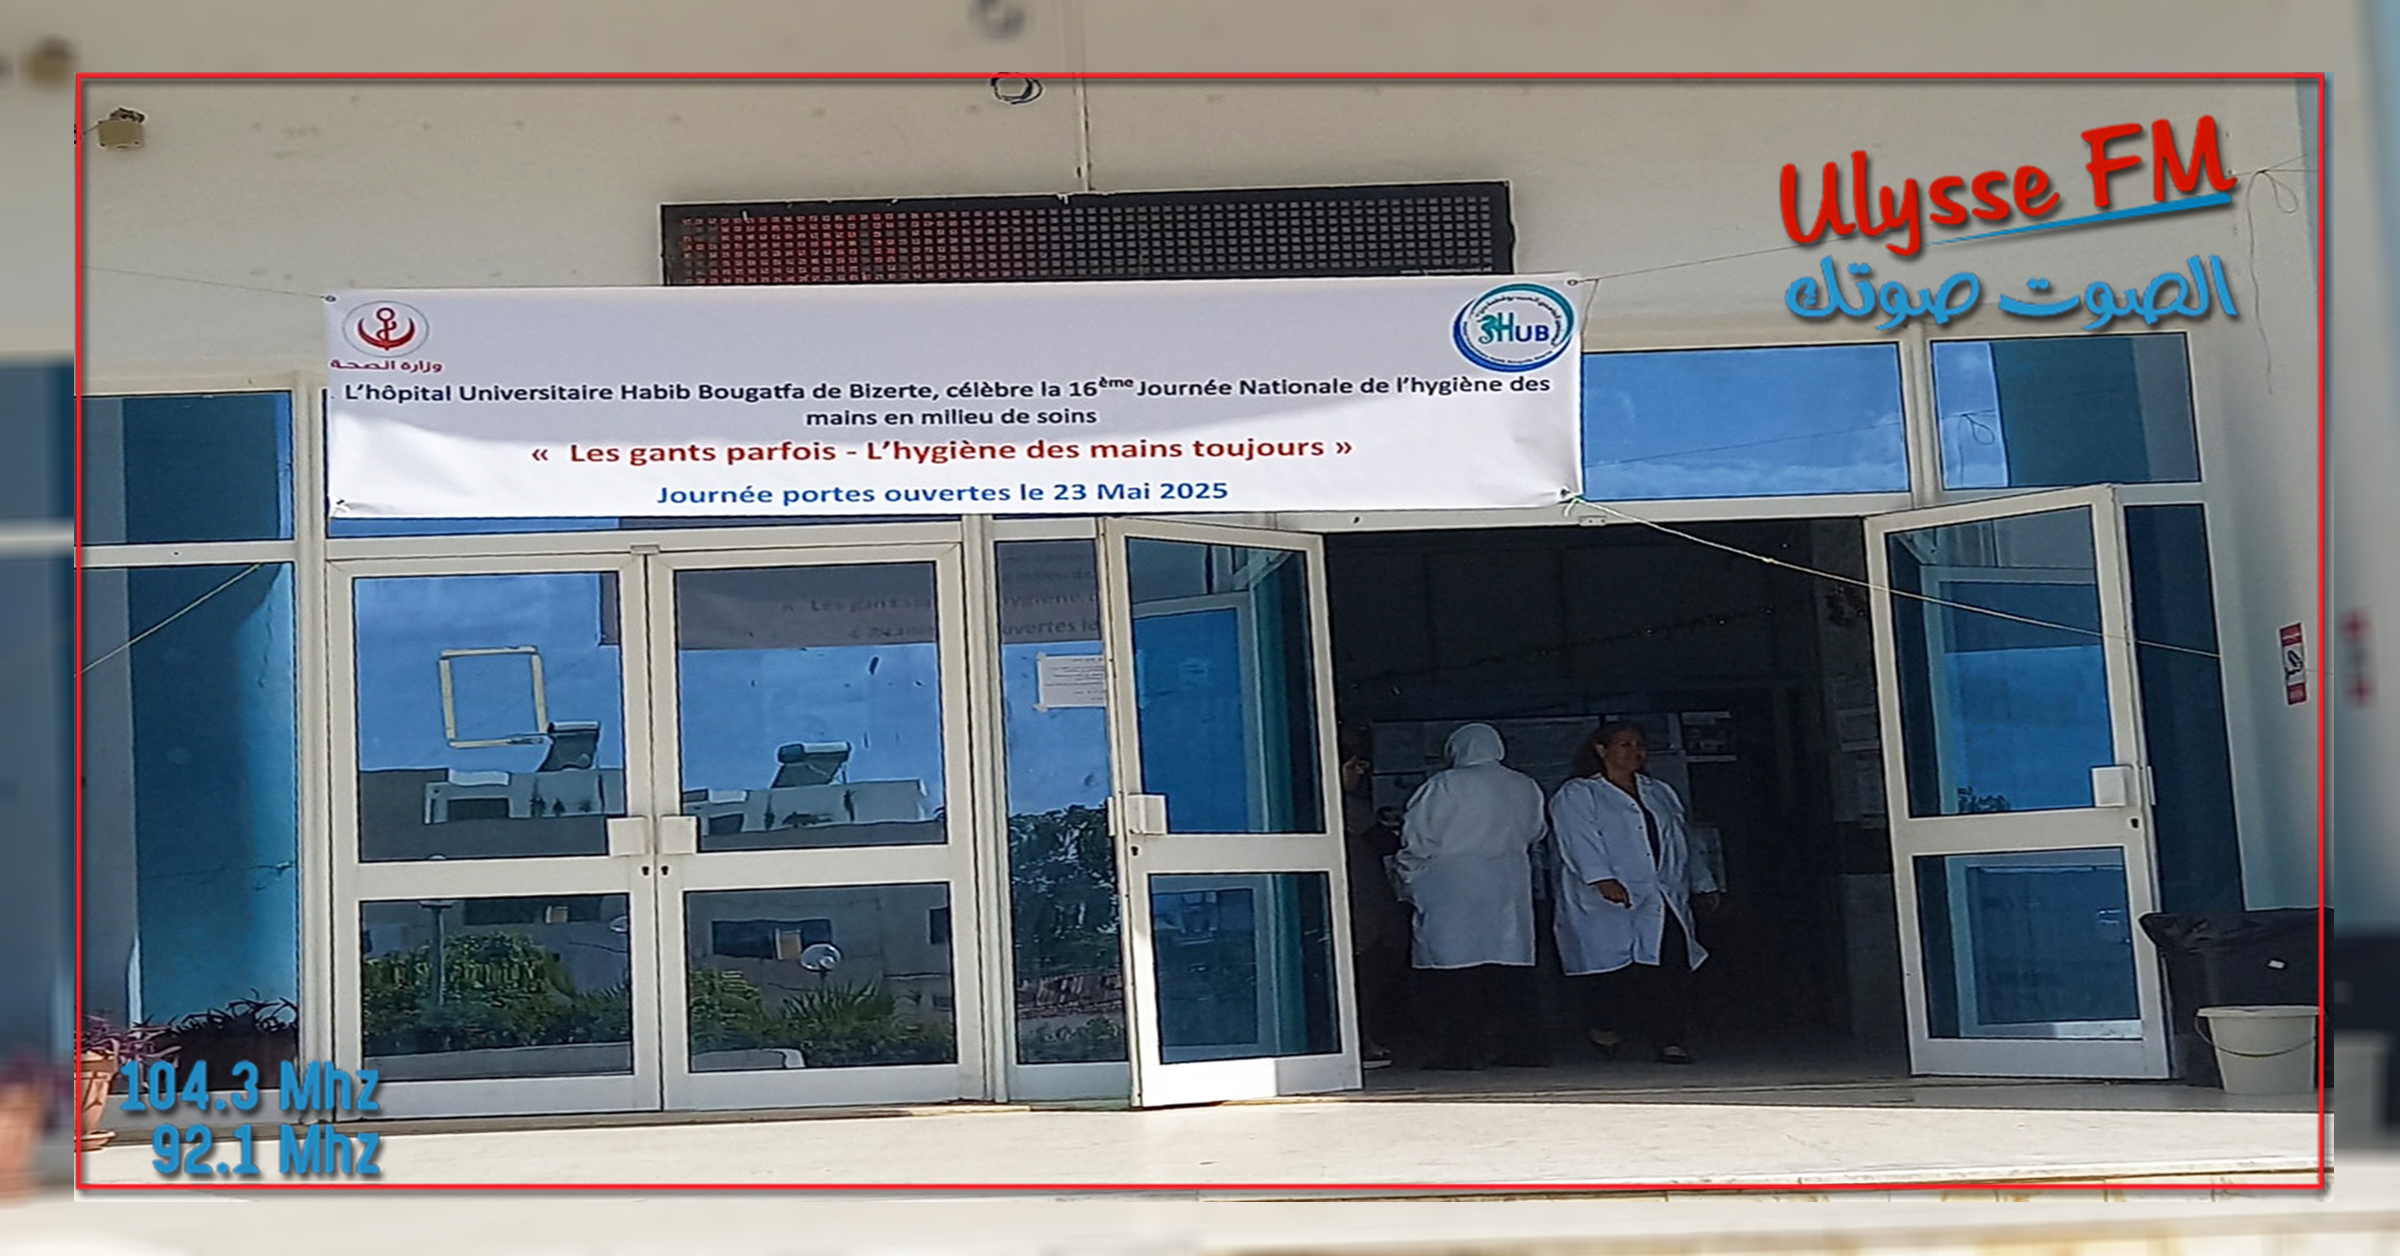 Ulysse FM
الصوت صوتك
وزارة الصحة
3HUB
L'hôpital Universitaire Habib Bougatfa de Bizerte, célèbre la 16ème Journée Nationale de l'hygiène des
mains en milieu de soins
« Les gants parfois - L'hygiène des mains toujours »
Journée portes ouvertes le 23 Mai 2025
104.3 Mhz
92.1 Mhz